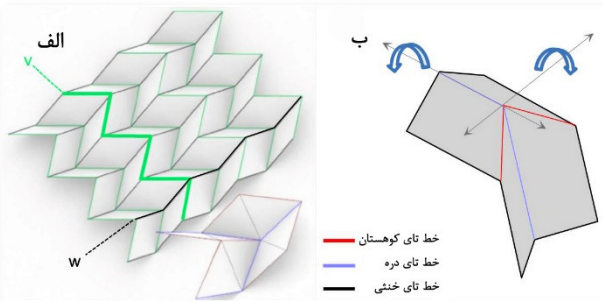 الف
ب
v
w
خط تای کوهستان
خط تای دره
خط تای خنثی